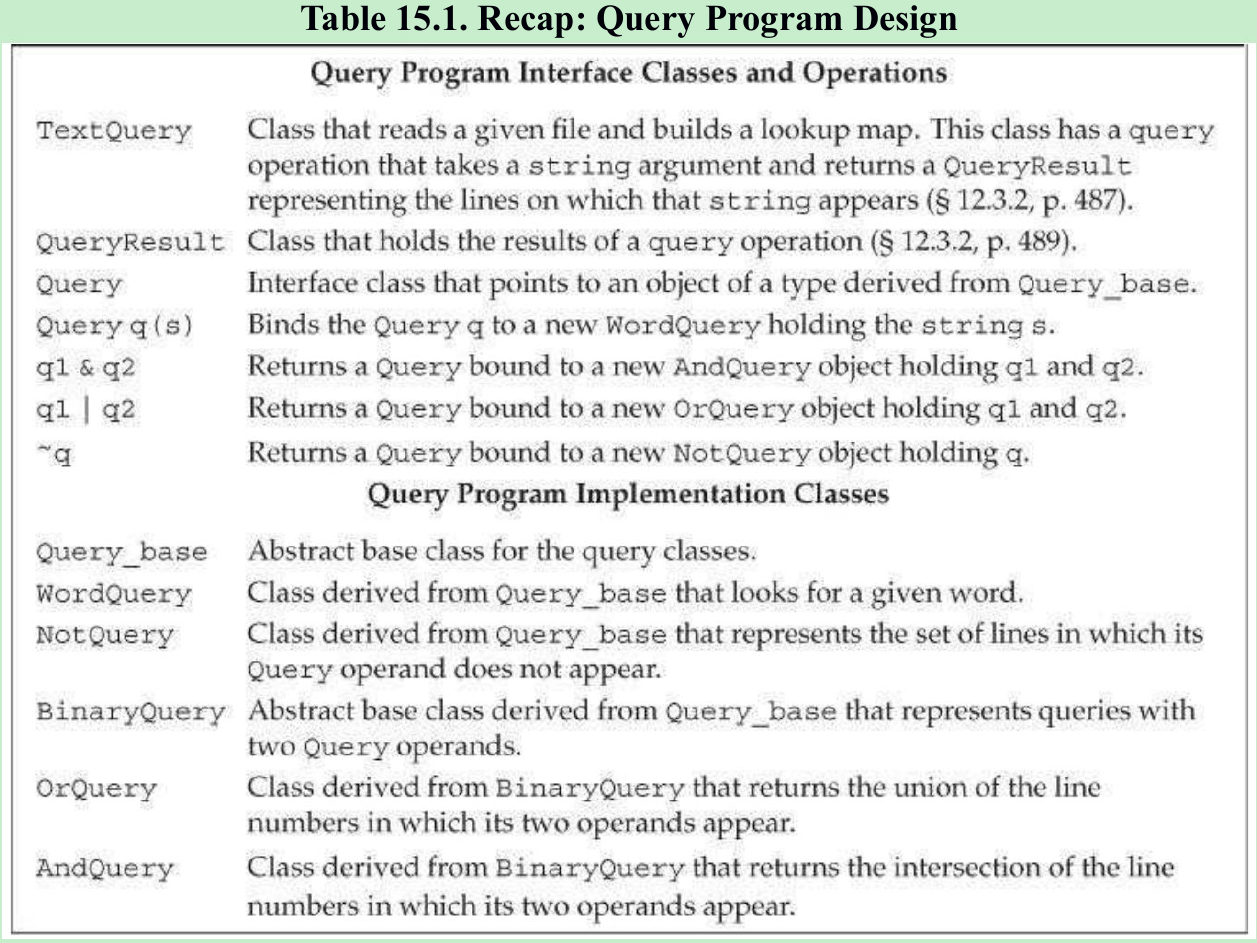 Table 15.1. Recap: Query Program Design
Query Program Interface Classes and Operations
TextQuery Class that reads a given file and builds a lookup map. This class has a query
operation that takes a string argument and returns a QueryResult
representing the lines on which that string appears (§ 12.3.2, p. 487).
QueryResult Class that holds the results of a query operation (§ 12.3.2, p. 489).
Query Interface class that points to an object of a type derived from Query_base.
Query q(s) Binds the Query q to a new WordQuery holding the string s.
q1 & q2 Returns a Query bound to a new AndQuery object holding q1 and q2.
q1 | q2 Returns a Query bound to a new OrQuery object holding q1 and q2.
~q Returns a Query bound to a new NotQuery object holding q.
Query Program Implementation Classes
Query_base Abstract base class for the query classes.
WordQuery Class derived from Query_base that looks for a given word.
NotQuery Class derived from Query_base that represents the set of lines in which its
Query operand does not appear.
BinaryQuery Abstract base class derived from Query_base that represents queries with
two Query operands.
OrQuery Class derived from BinaryQuery that returns the union of the line
numbers in which its two operands appear.
AndQuery Class derived from BinaryQuery that returns the intersection of the line
numbers in which its two operands appear.